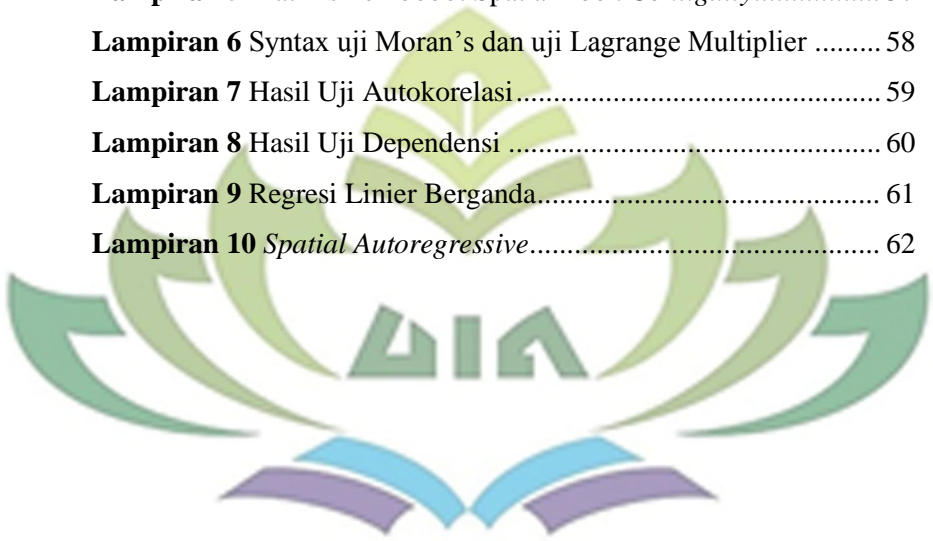 Lampiran 6 Syntax uji Moran’s dan uji Lagrange Multiplier ......... 58
Lampiran 7 Hasil Uji Autokorelasi.................................................. 59
Lampiran 8 Hasil Uji Dependensi ................................................... 60
Lampiran 9 Regresi Linier Berganda............................................... 61
Lampiran 10 Spatial Autoregressive................................................ 62
UIN